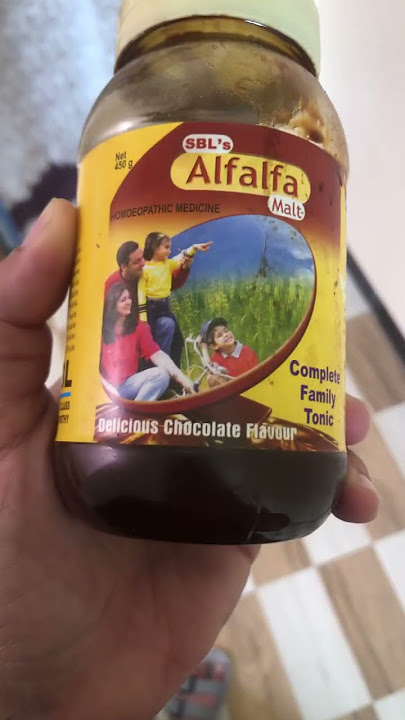 SBL's
Net
450 g
Alfalfa
Malt
HOMOEOPATHIC MEDICINE
Complete
Family
Tonic
Delicious Chocolate Flavour